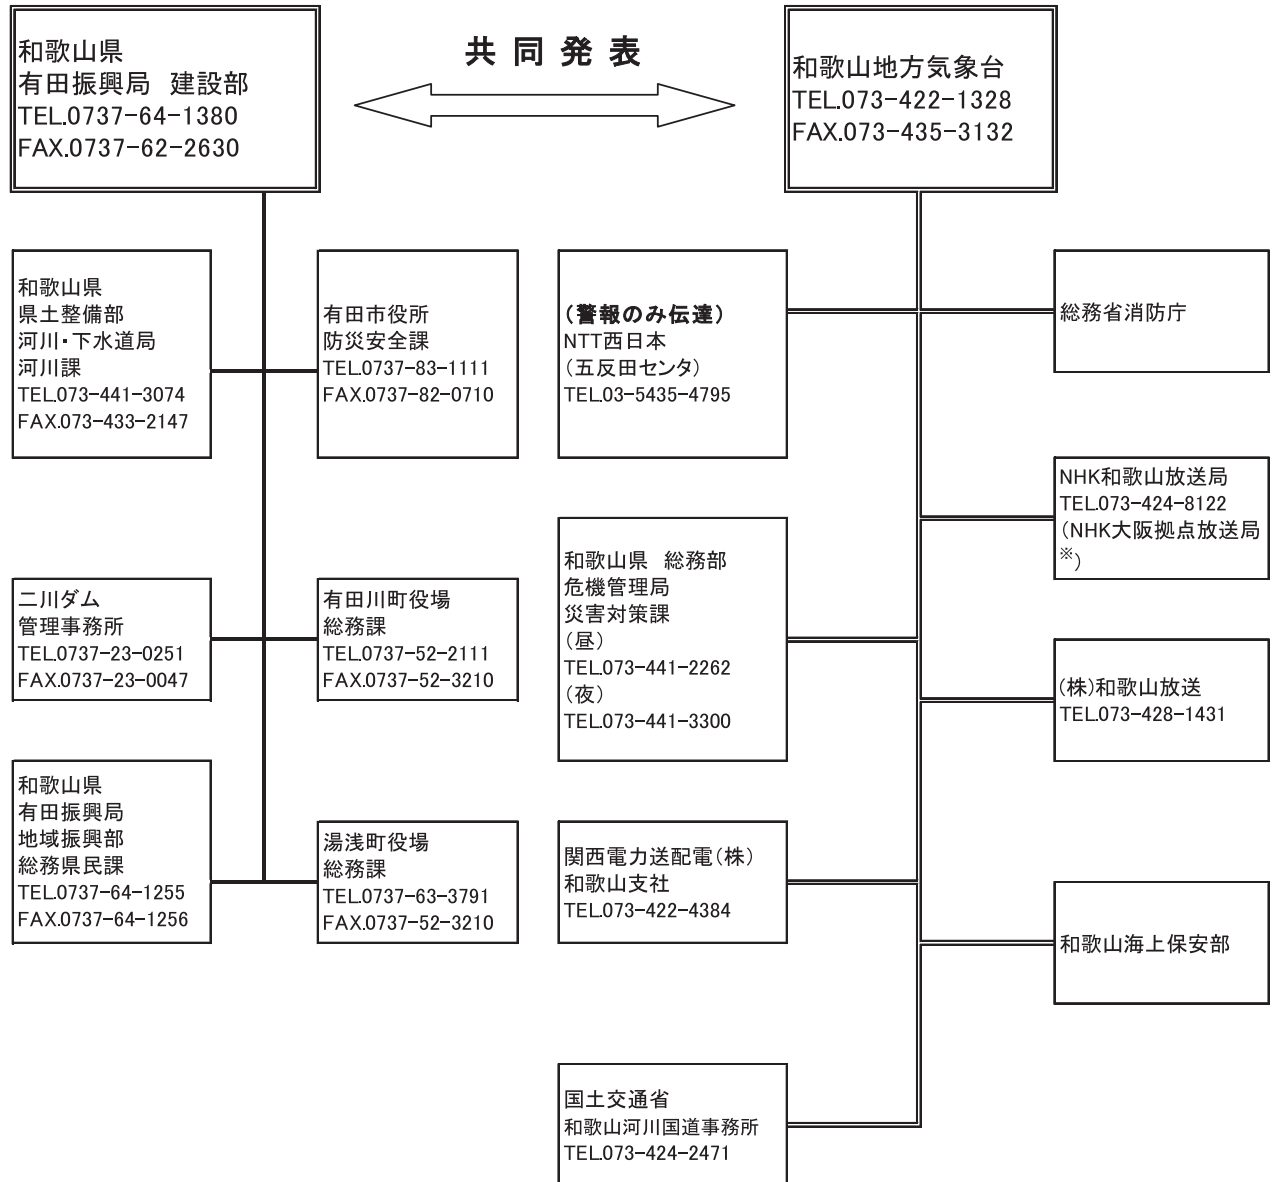 和歌山県
有田振興局　建設部
TEL.0737-64-1380
FAX.0737-62-2630
共 同 発 表
和歌山地方気象台
TEL.073-422-1328
FAX.073-435-3132
和歌山県
県土整備部
河川・下水道局
河川課
TEL.073-441-3074
FAX.073-433-2147
有田市役所
防災安全課
TEL.0737-83-1111
FAX.0737-82-0710
（警報のみ伝達）
NTT西日本
（五反田センタ）
TEL.03-5435-4795
総務省消防庁
NHK和歌山放送局
TEL.073-424-8122
（NHK大阪拠点放送局
※）
二川ダム
管理事務所
TEL.0737-23-0251
FAX.0737-23-0047
有田川町役場
総務課
TEL.0737-52-2111
FAX.0737-52-3210
和歌山県　総務部
危機管理局
災害対策課
（昼）
TEL.073-441-2262
（夜）
TEL.073-441-3300
(株)和歌山放送
TEL.073-428-1431
和歌山県
有田振興局
地域振興部
総務県民課
TEL.0737-64-1255
FAX.0737-64-1256
湯浅町役場
総務課
TEL.0737-63-3791
FAX.0737-52-3210
関西電力送配電（株）
和歌山支社
TEL.073-422-4384
和歌山海上保安部
国土交通省
和歌山河川国道事務所
TEL.073-424-2471